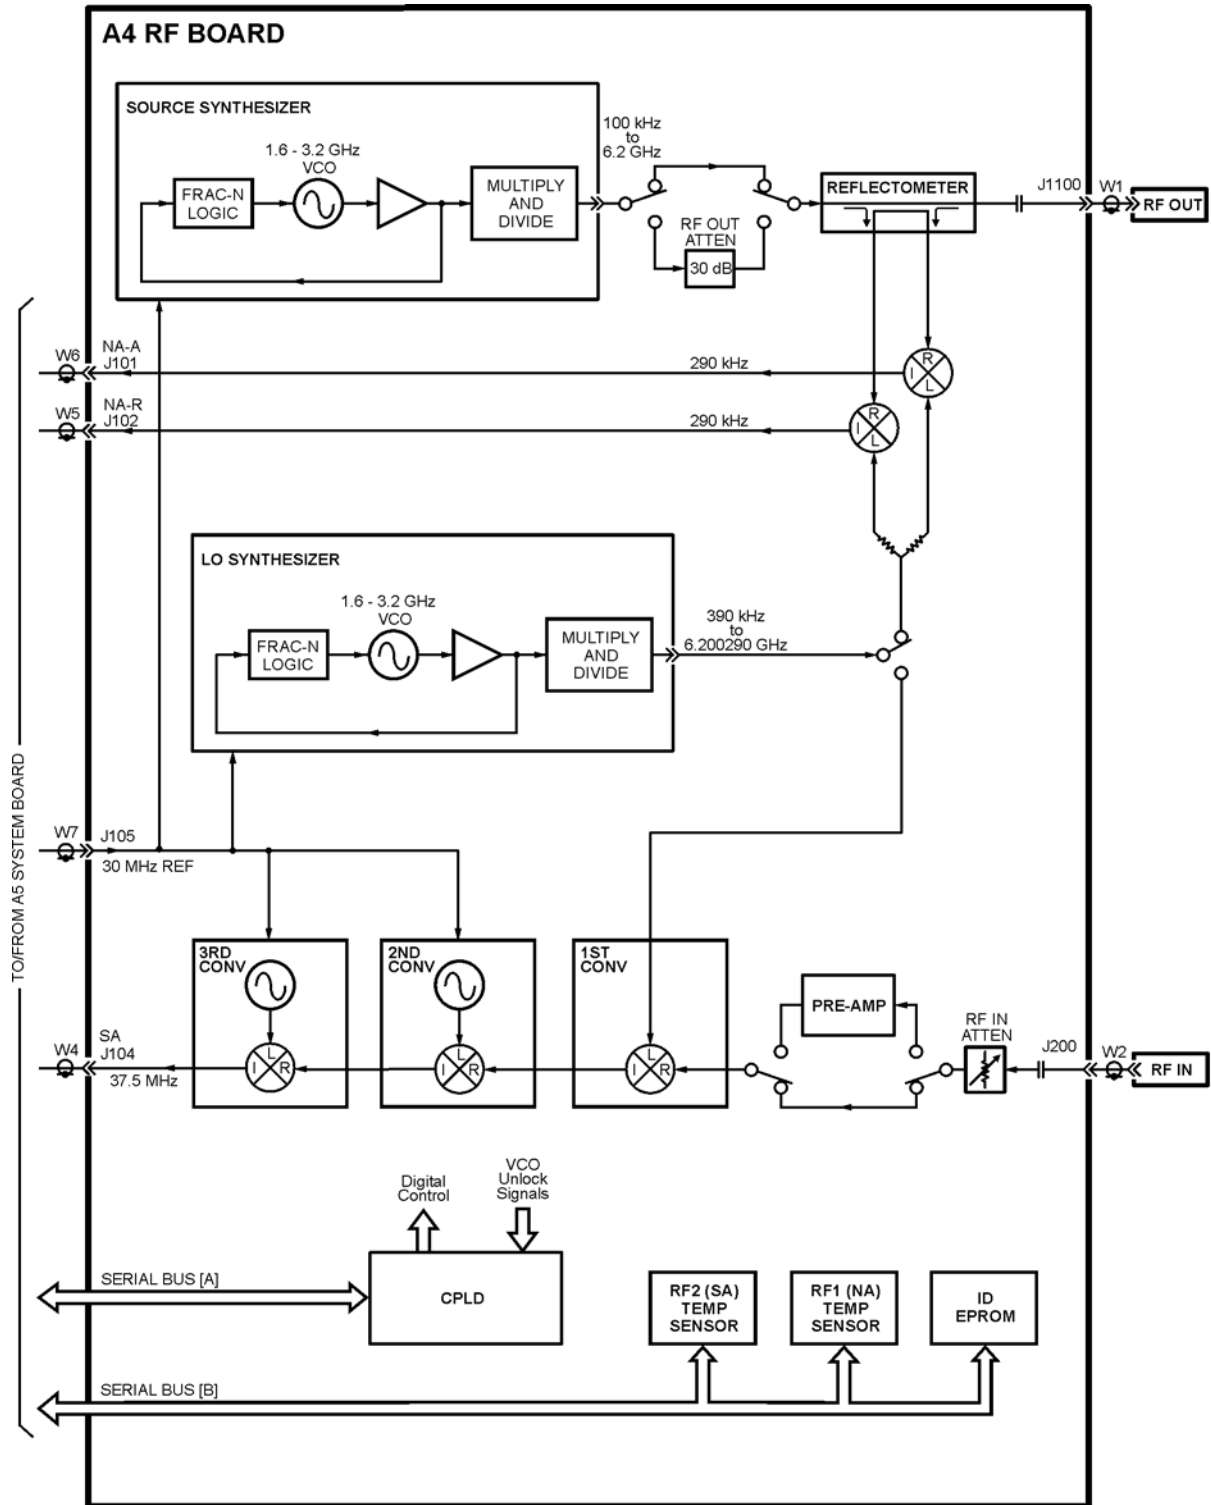 A4 RF BOARD
SOURCE SYNTHESIZER
1.6 - 3.2 GHz
VCO
FRAC-N
LOGIC
MULTIPLY
AND
DIVIDE
100 kHz
to
6.2 GHz
RF OUT
ATTEN
30 dB
REFLECTOMETER
J1100
W1
RF OUT
W6
NA-A
J101
290 kHz
R
I
L
W5
NA-R
J102
290 kHz
R
I
L
LO SYNTHESIZER
1.6 - 3.2 GHz
VCO
FRAC-N
LOGIC
MULTIPLY
AND
DIVIDE
390 kHz
to
6.200290 GHz
TO/FROM A5 SYSTEM BOARD
W7
J105
30 MHz REF
3RD
CONV
L
I
R
2ND
CONV
L
I
R
1ST
CONV
L
I
R
PRE-AMP
RF IN
ATTEN
J200
W2
RF IN
W4
SA
J104
37.5 MHz
Digital
Control
VCO
Unlock
Signals
SERIAL BUS [A]
CPLD
RF2 (SA)
TEMP
SENSOR
RF1 (NA)
TEMP
SENSOR
ID
EPROM
SERIAL BUS [B]